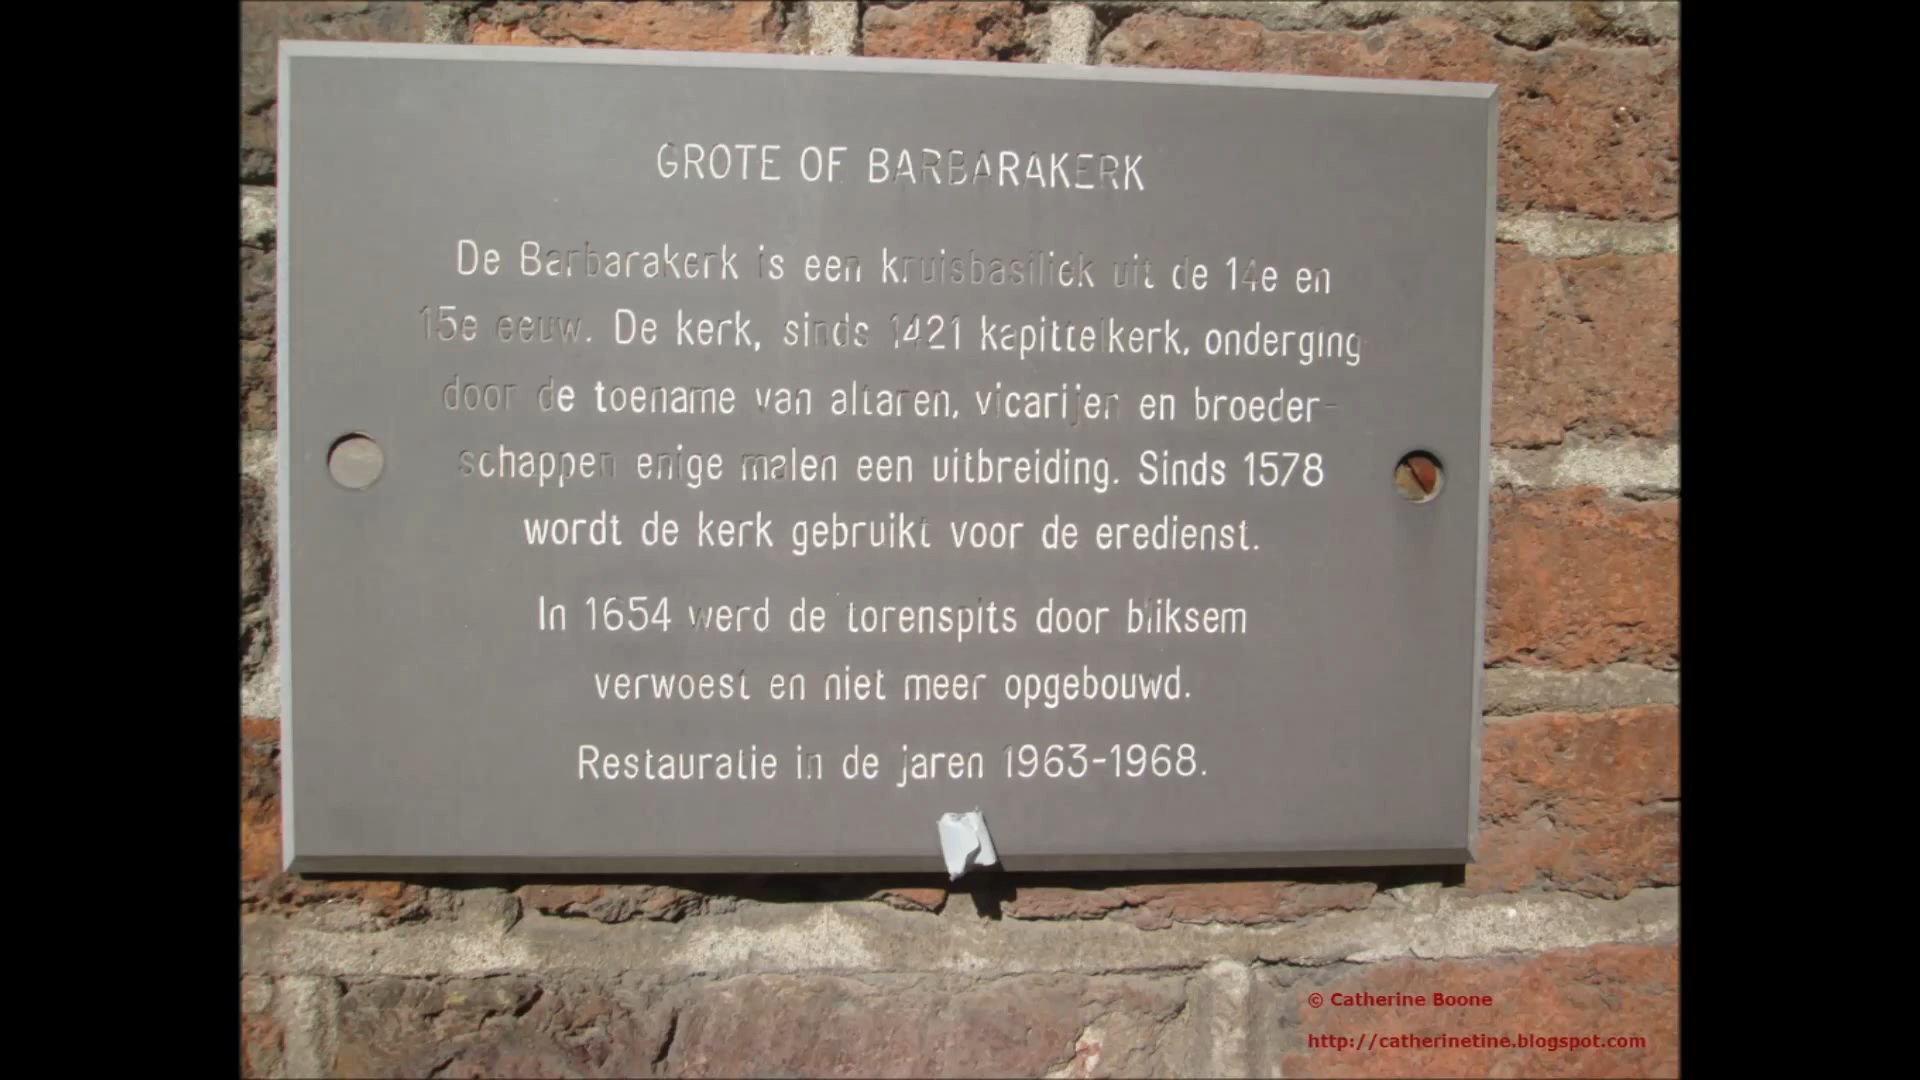 GROTE OF BARBARAKERK
De Barbarakerk is een kruisbasiliek uit de 14e en
15e eeuw. De kerk, sinds 1421 kapittelkerk, onderging
door de toename van altaren, vicarijen en broeder-
schappen enige malen een uitbreiding. Sinds 1578
wordt de kerk gebruikt voor de eredienst.
In 1654 werd de torenspits door bliksem
verwoest en niet meer opgebouwd.
Restauratie in de jaren 1963-1968.
© Catherine Boone
http://catherinetine.blogspot.com